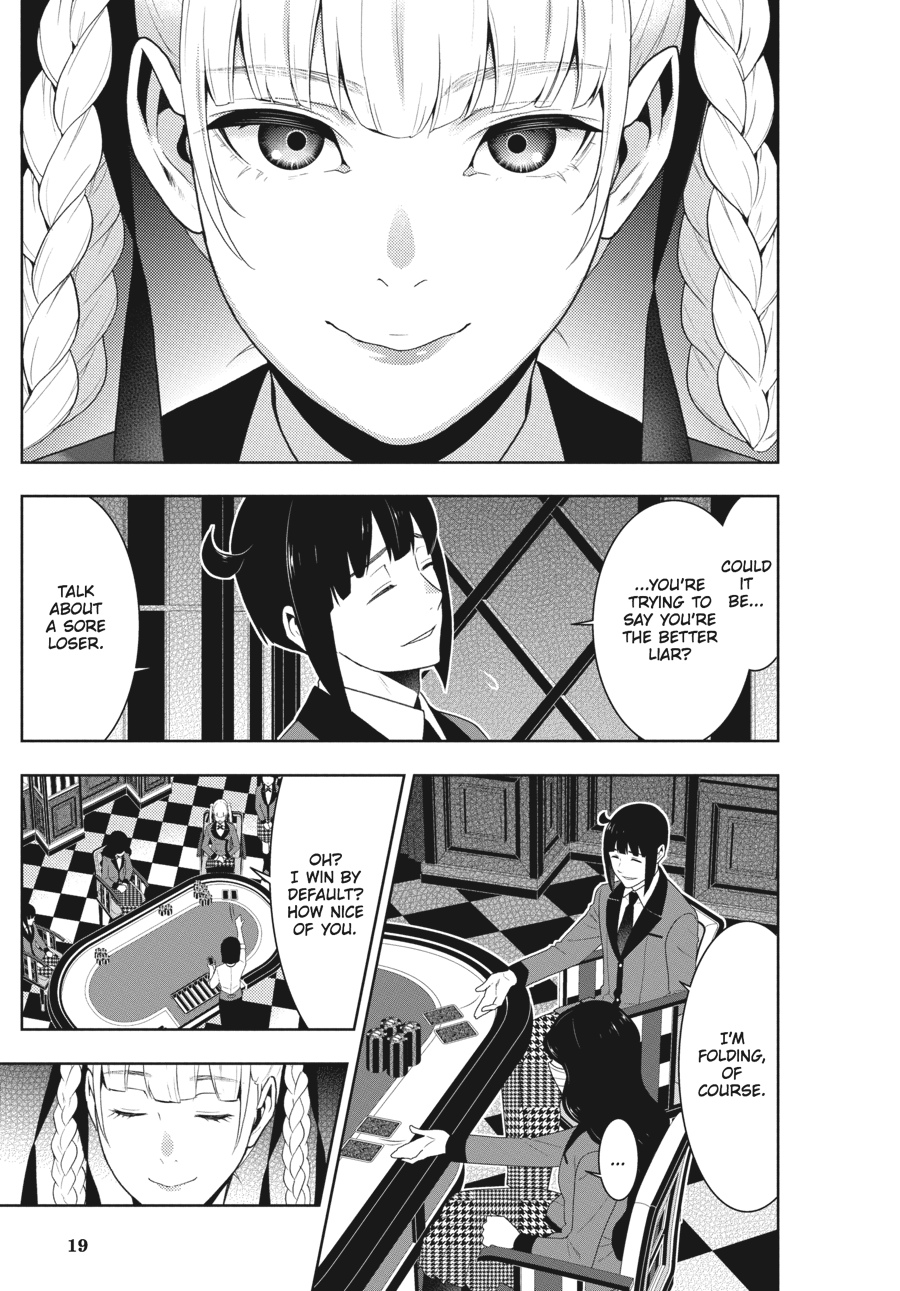 COULD
IT
BE...
...YOU'RE
TRYING TO
SAY YOU'RE
THE BETTER
LIAR?
TALK
ABOUT
A SORE
LOSER.
I'M
FOLDING,
OF
COURSE.
...
OH?
I WIN BY
DEFAULT?
HOW NICE
OF YOU.
19